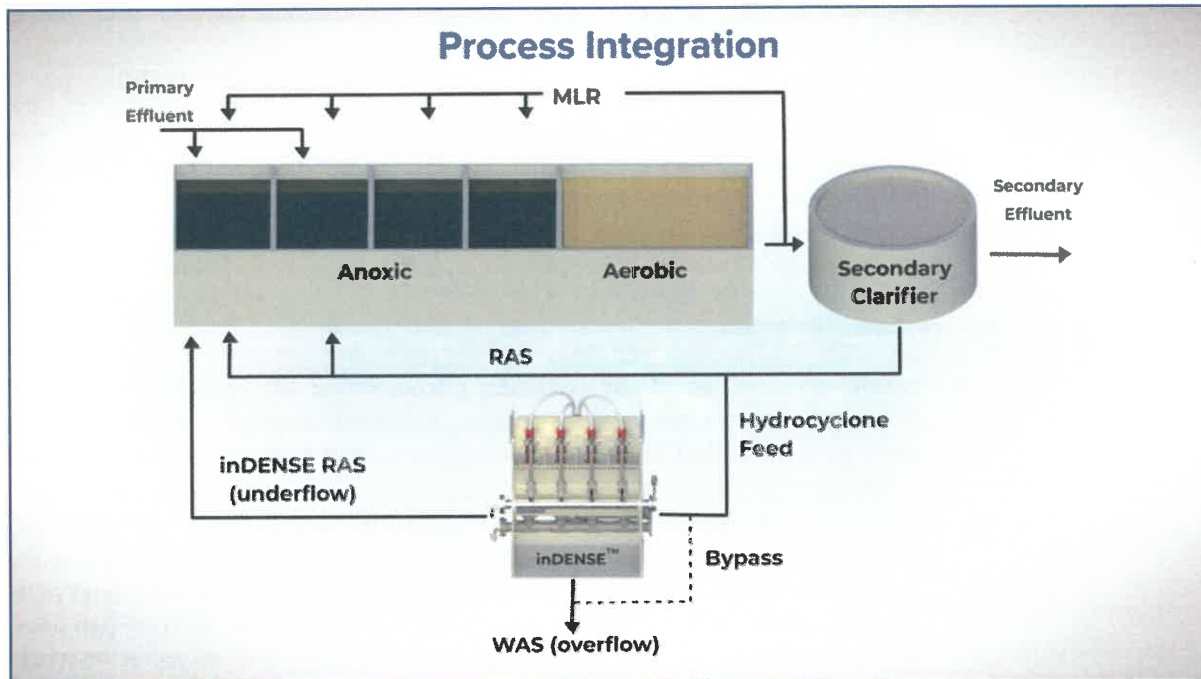 Process Integration
Primary
Effluent
MLR
Secondary
Effluent
Anoxic
Aerobic
Secondary
Clarifier
RAS
Hydrocyclone
Feed
inDENSE RAS
(underflow)
inDENSE™
Bypass
WAS (overflow)